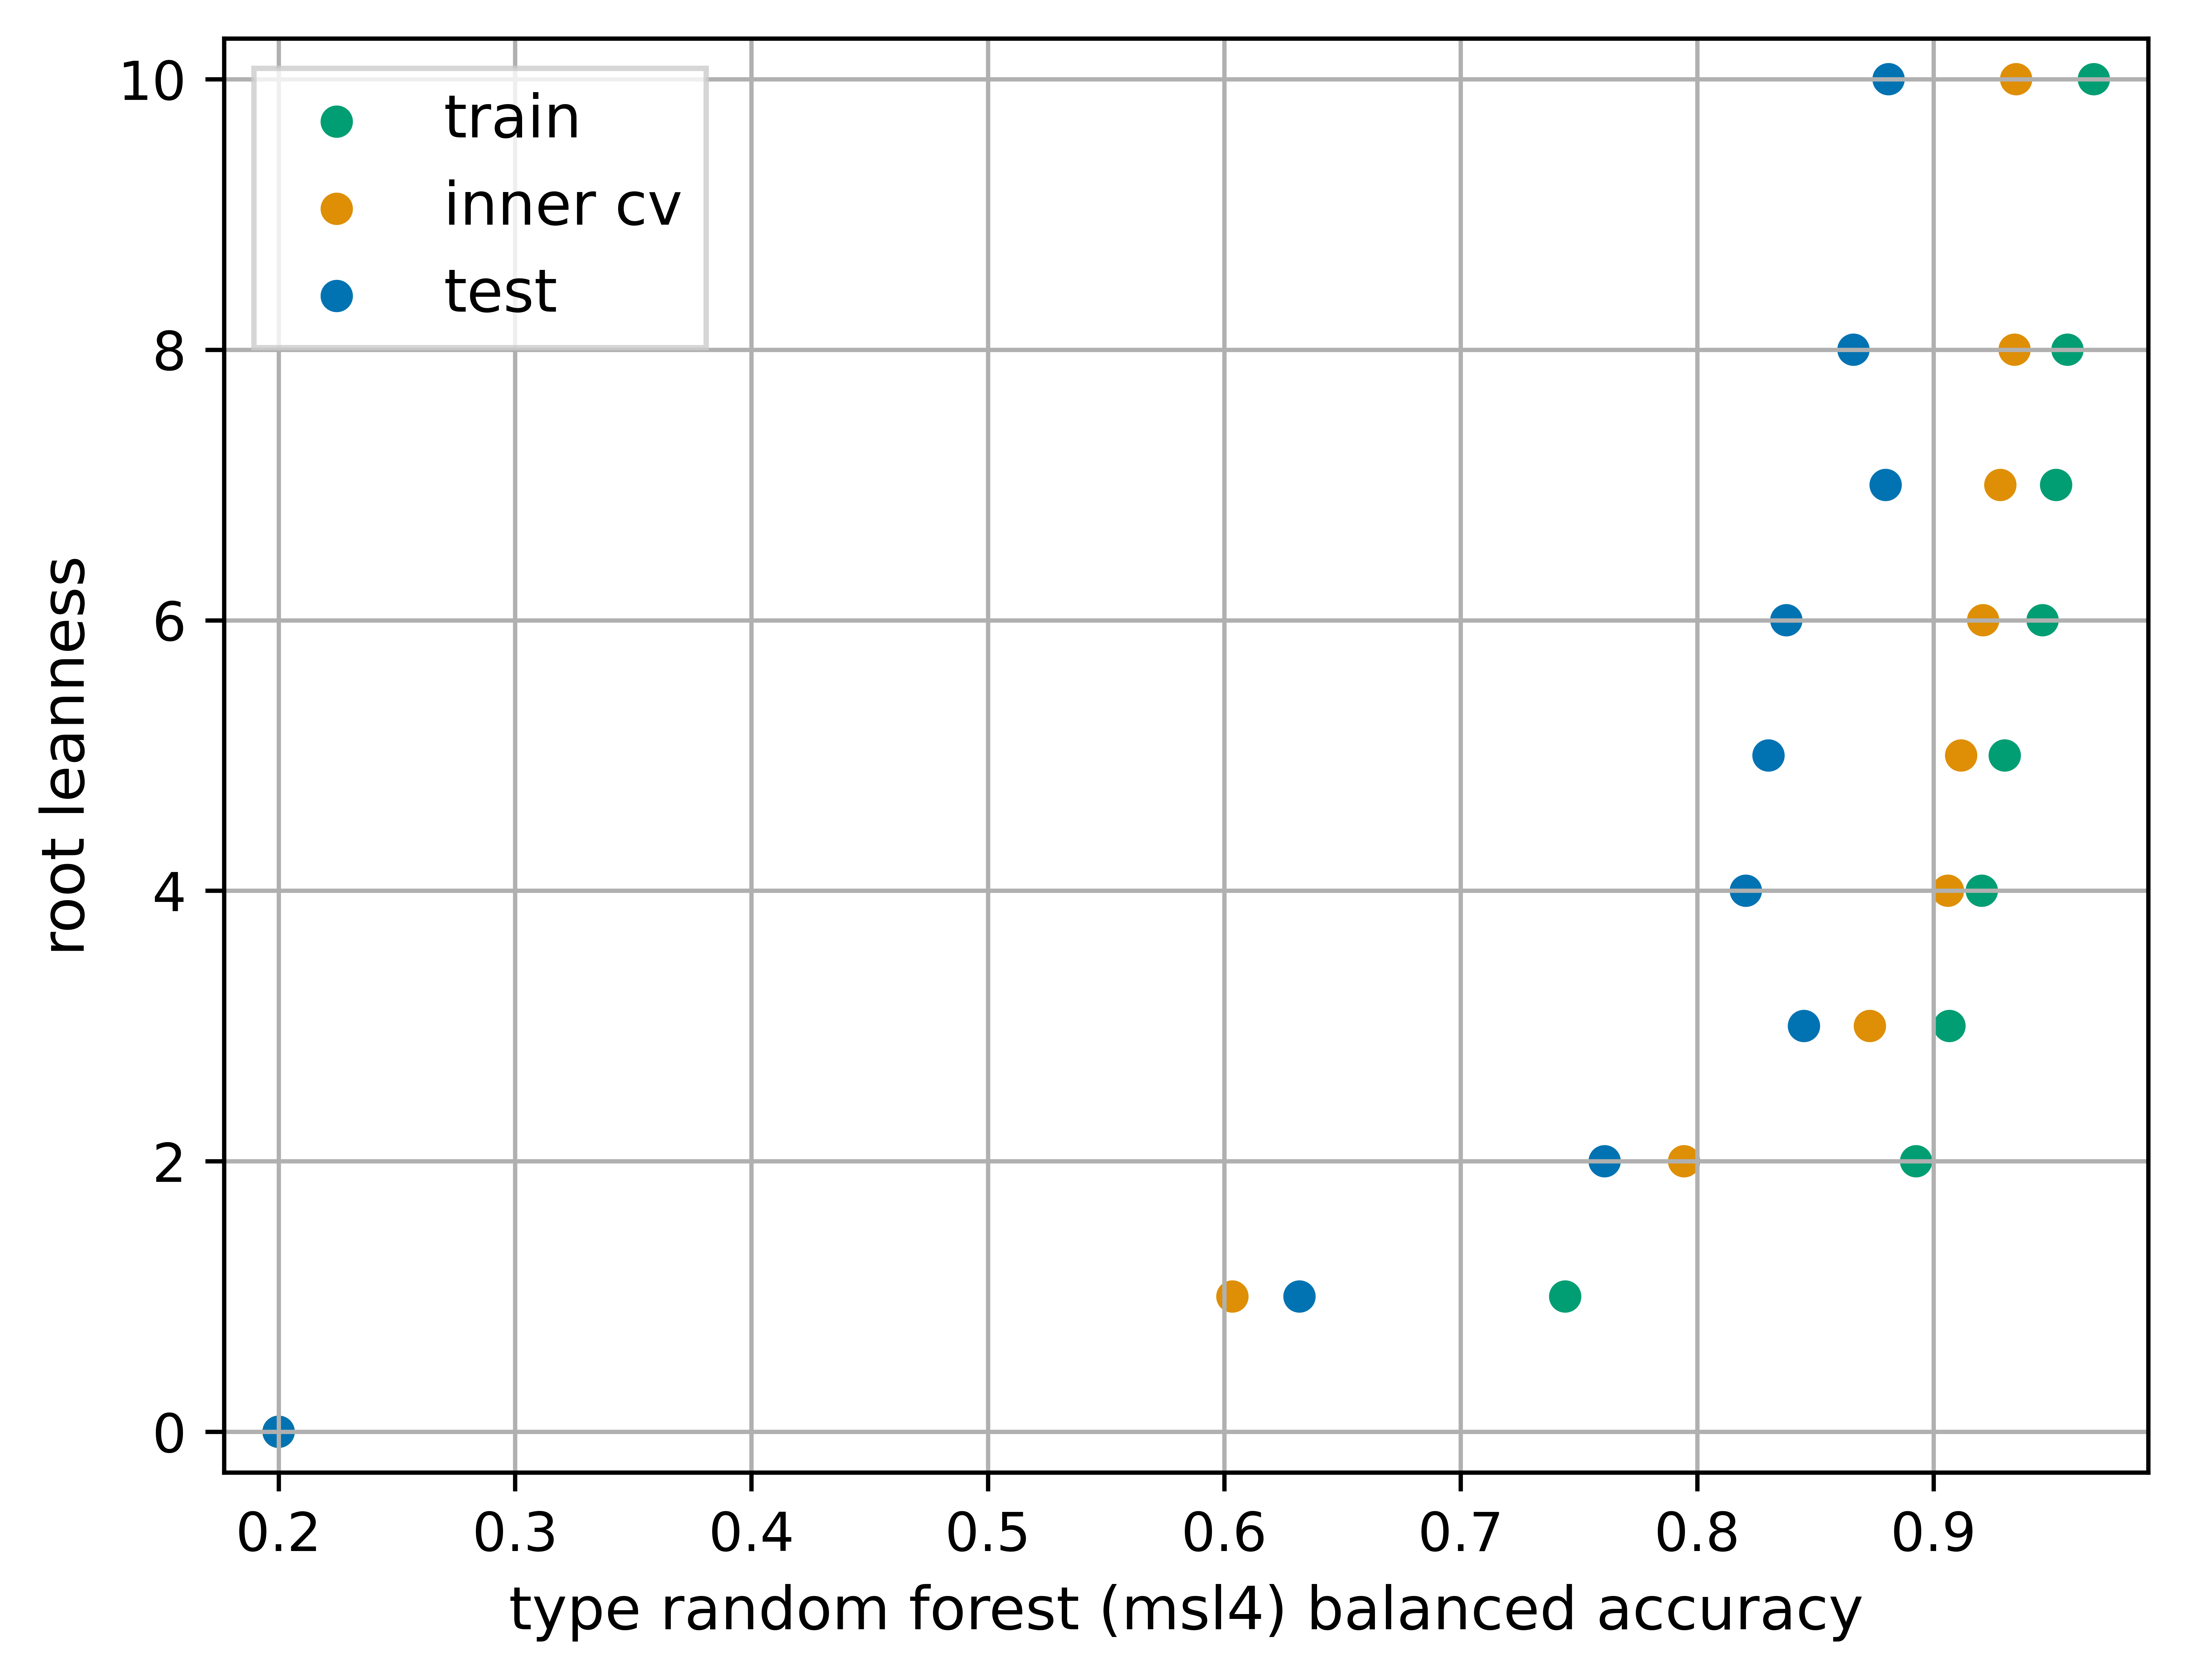 train
inner cv
test
10
8
6
4
2
0
root leanness
0.2 0.3 0.4 0.5 0.6 0.7 0.8 0.9
type random forest (msl4) balanced accuracy